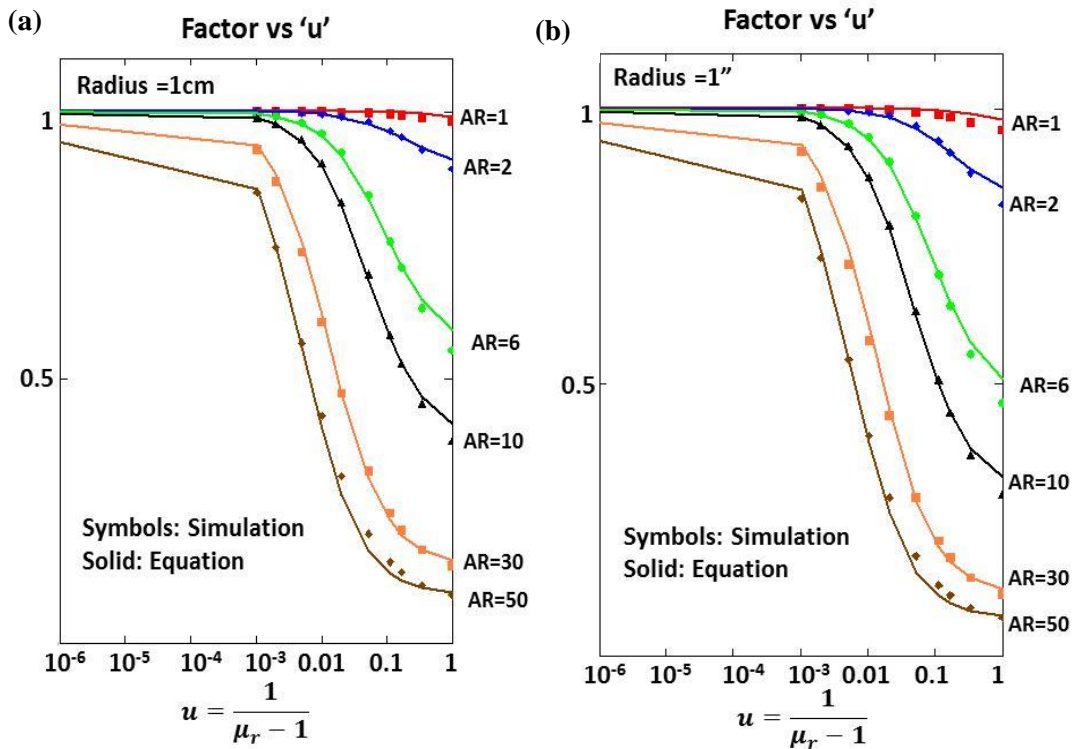 (a)
Factor vs ‘u’
Radius =1cm
1
0.5
AR=1
AR=2
AR=6
AR=10
AR=30
AR=50
Symbols: Simulation
Solid: Equation
10⁻⁶ 10⁻⁵ 10⁻⁴ 10⁻³ 0.01 0.1 1
u = 1 / (μᵣ − 1)
(b)
Factor vs ‘u’
Radius =1”
1
0.5
AR=1
AR=2
AR=6
AR=10
AR=30
AR=50
Symbols: Simulation
Solid: Equation
10⁻⁶ 10⁻⁵ 10⁻⁴ 10⁻³ 0.01 0.1 1
u = 1 / (μᵣ − 1)